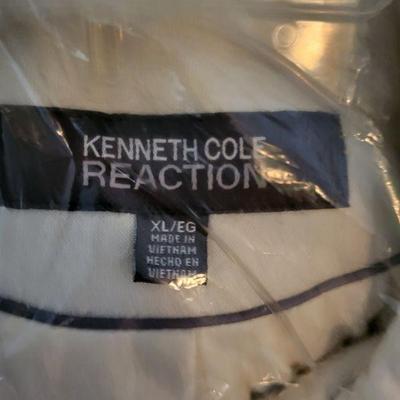 KENNETH COLE
REACTION
XL/EG
MADE IN
VIETNAM
HECHO EN
VIETNAM